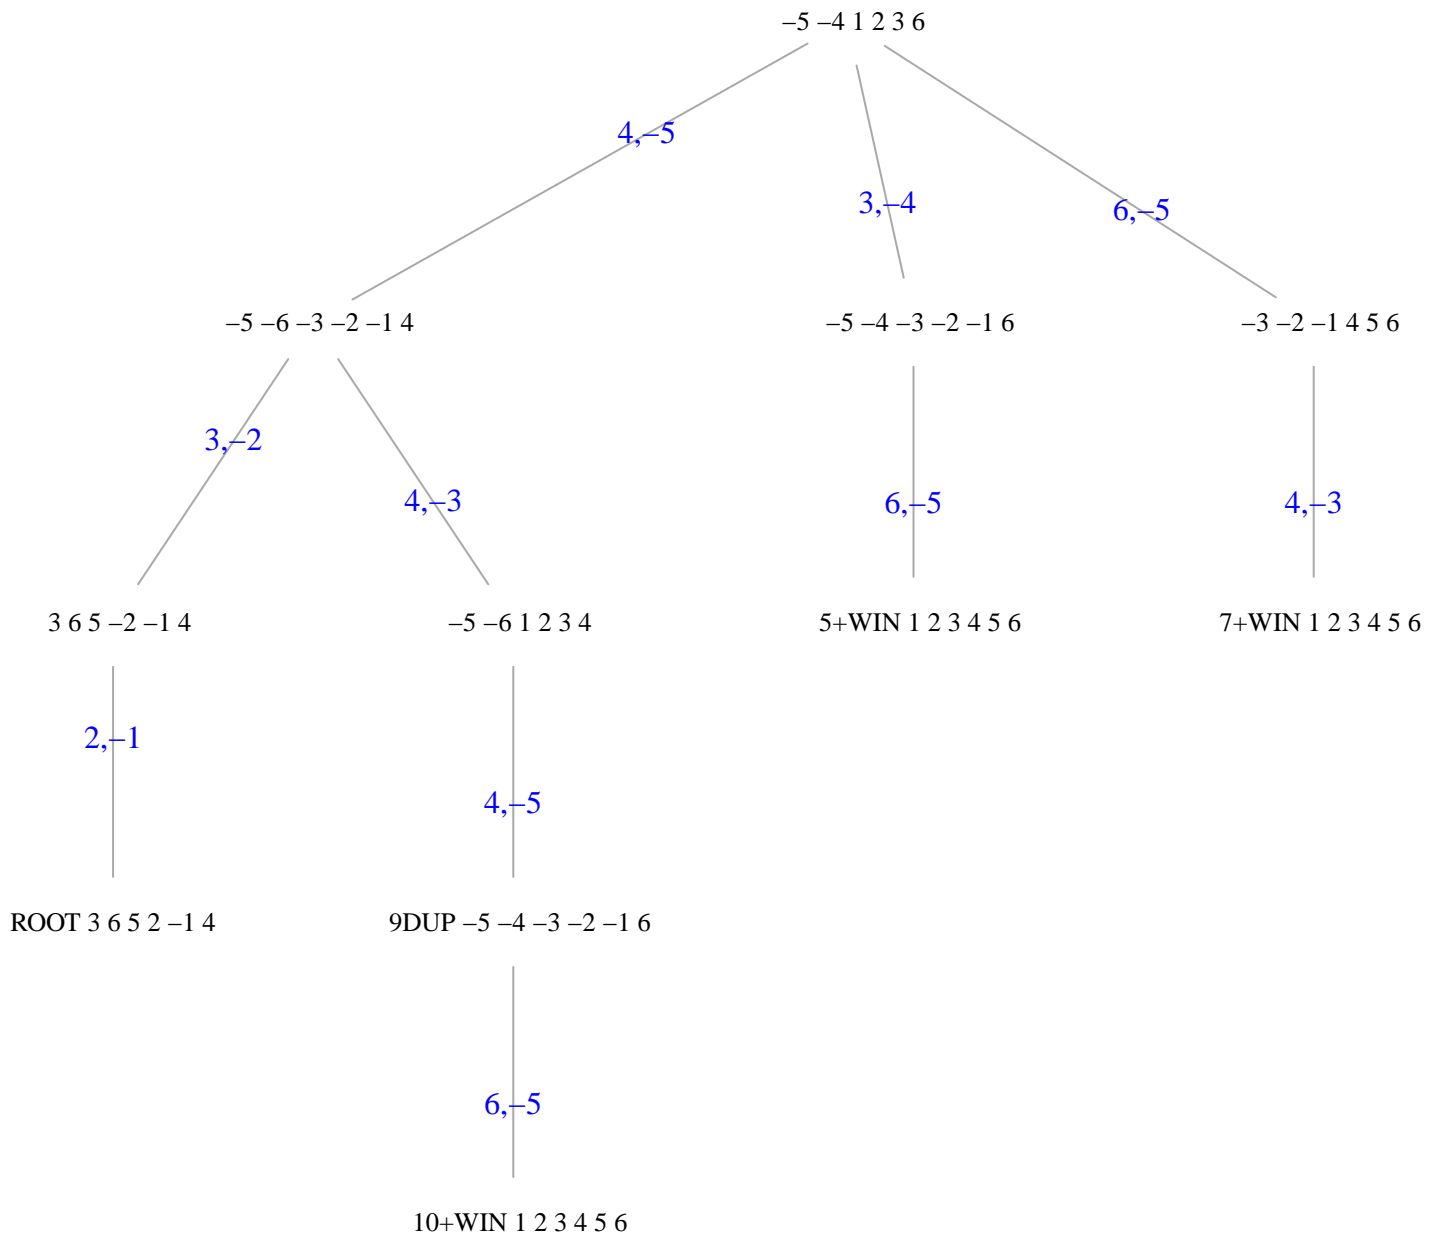 –5 –4 1 2 3 6
4,–5
3,–4
6,–5
–5 –6 –3 –2 –1 4
–5 –4 –3 –2 –1 6
–3 –2 –1 4 5 6
3,–2
4,–3
6,–5
4,–3
3 6 5 –2 –1 4
–5 –6 1 2 3 4
5+WIN 1 2 3 4 5 6
7+WIN 1 2 3 4 5 6
2,–1
4,–5
ROOT 3 6 5 2 –1 4
9DUP –5 –4 –3 –2 –1 6
6,–5
10+WIN 1 2 3 4 5 6